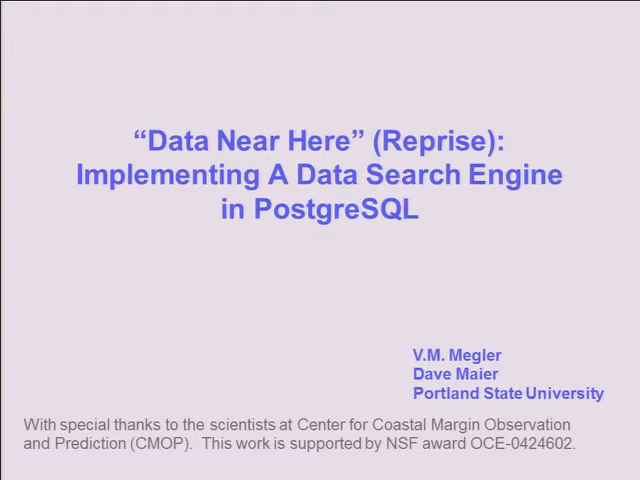 “Data Near Here” (Reprise):
Implementing A Data Search Engine
in PostgreSQL
V.M. Megler
Dave Maier
Portland State University
With special thanks to the scientists at Center for Coastal Margin Observation
and Prediction (CMOP).  This work is supported by NSF award OCE-0424602.